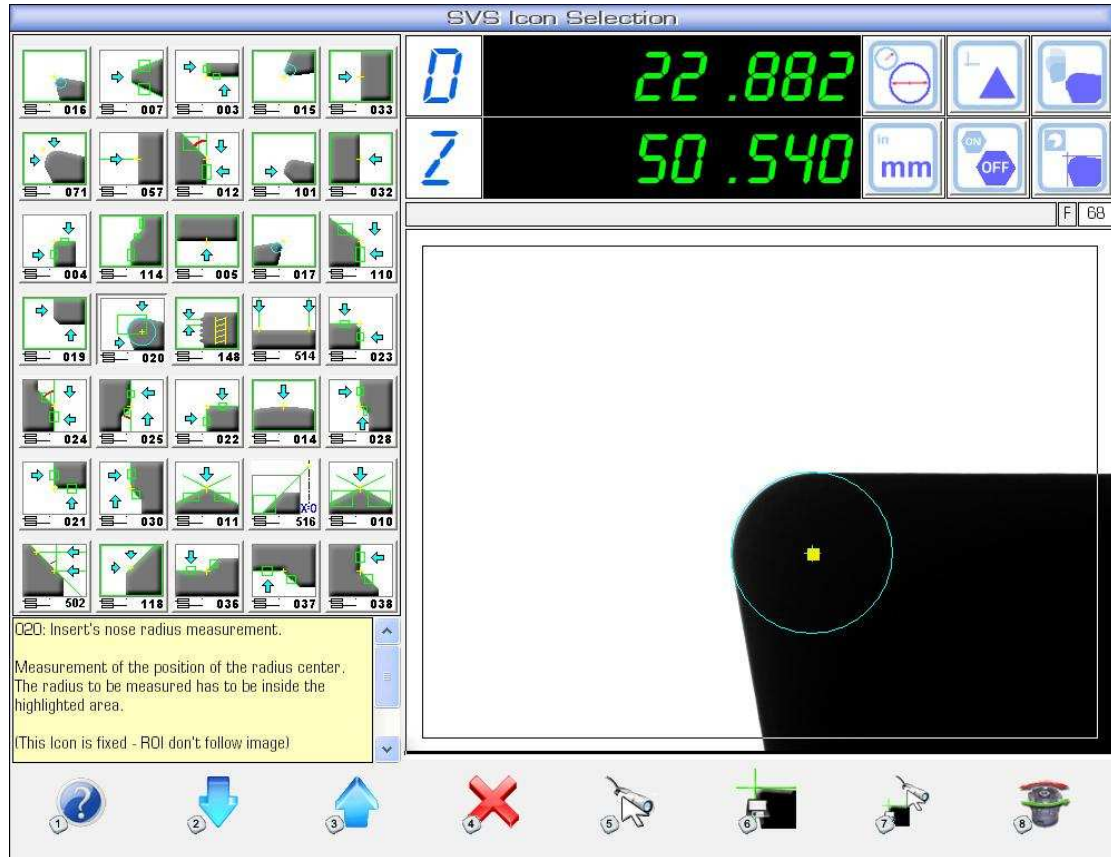 SVS Icon Selection
016 007 003 015 033
071 057 012 101 032
004 114 005 017 110
019 020 148 514 023
024 025 022 014 028
021 030 011 X=0 516 010
502 118 036 037 038
D 22.882
Z 50.540
in
mm
ON
OFF
F 68
020: Insert's nose radius measurement.
Measurement of the position of the radius center.
The radius to be measured has to be inside the
highlighted area.
(This Icon is fixed - ROI don't follow image)
? 1 2 3 4 5 6 7 8